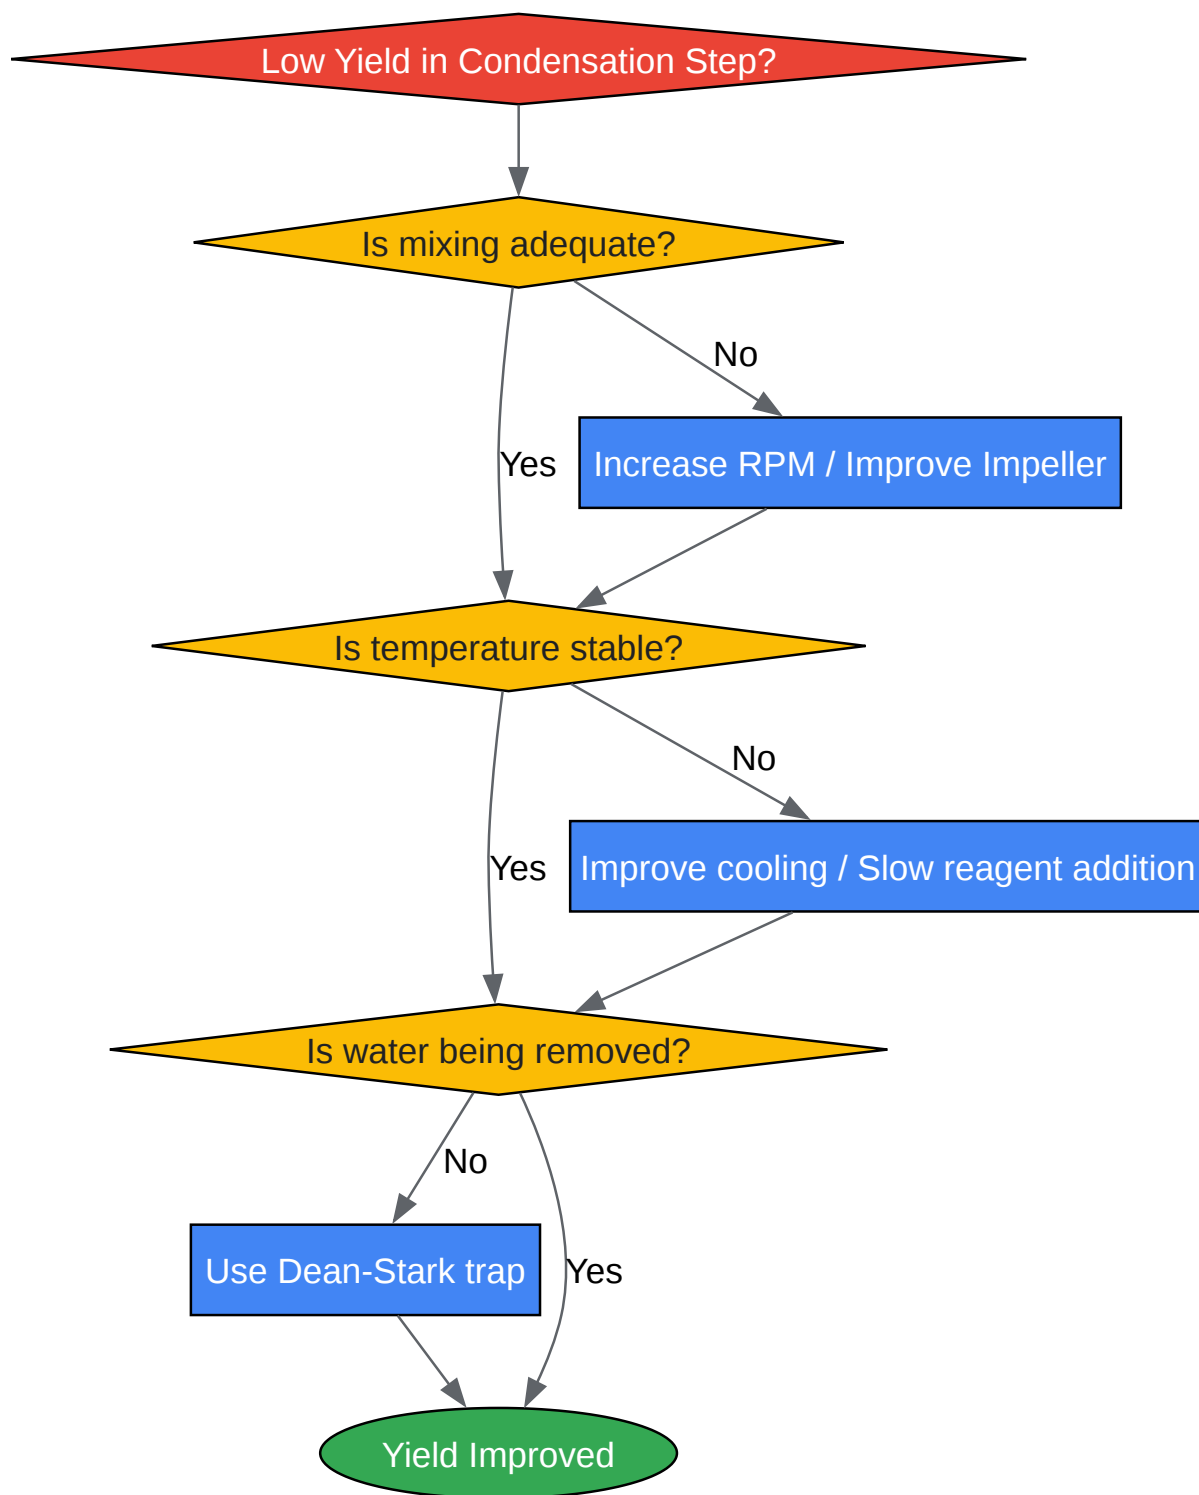 Low Yield in Condensation Step?
Is mixing adequate?
No
Yes
Increase RPM / Improve Impeller
Is temperature stable?
No
Yes
Improve cooling / Slow reagent addition
Is water being removed?
No
Use Dean-Stark trap
Yes
Yield Improved